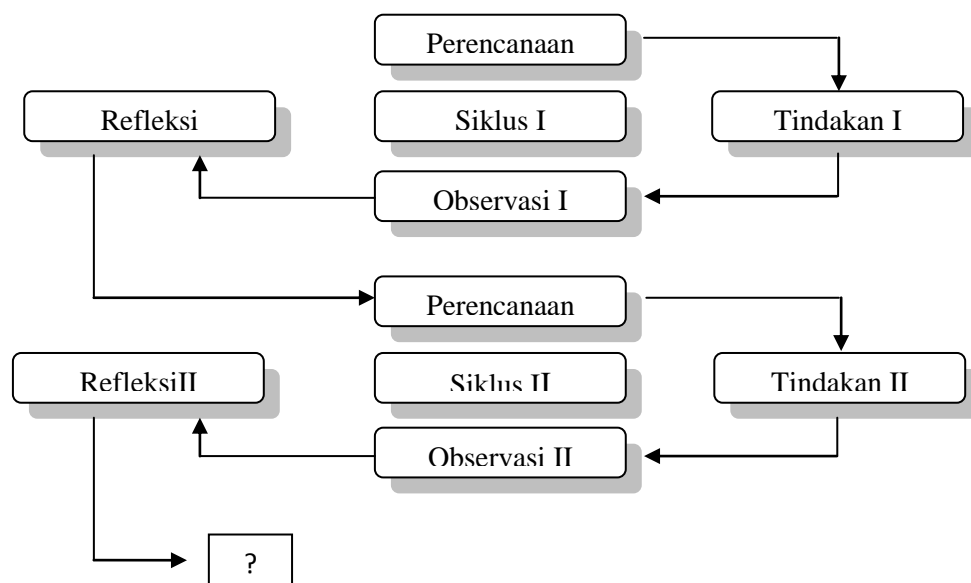 Perencanaan
Refleksi
Siklus I
Tindakan I
Observasi I
Perencanaan
RefleksiII
Siklus II
Tindakan II
Observasi II
?